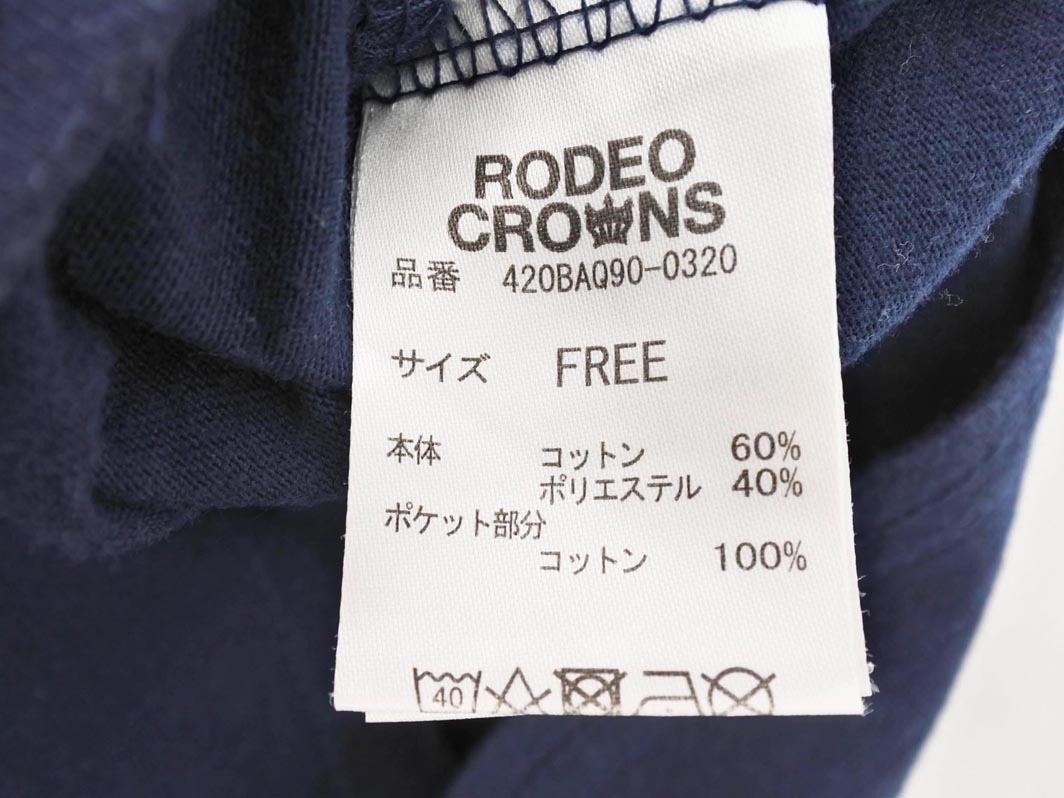 RODEO
CROWNS
品番 420BAQ90-0320
サイズ FREE
本体 コットン 60%
ポリエステル 40%
ポケット部分
コットン 100%
40